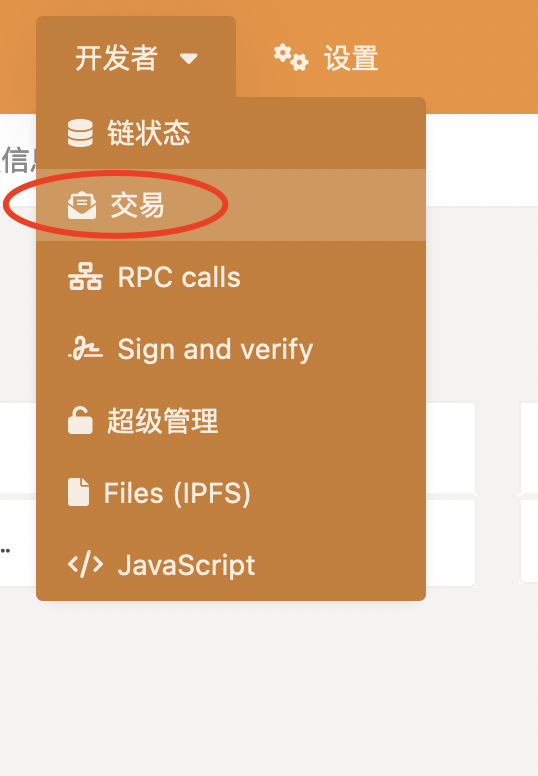 开发者
设置
链状态
信息
交易
RPC calls
Sign and verify
超级管理
Files (IPFS)
...
JavaScript